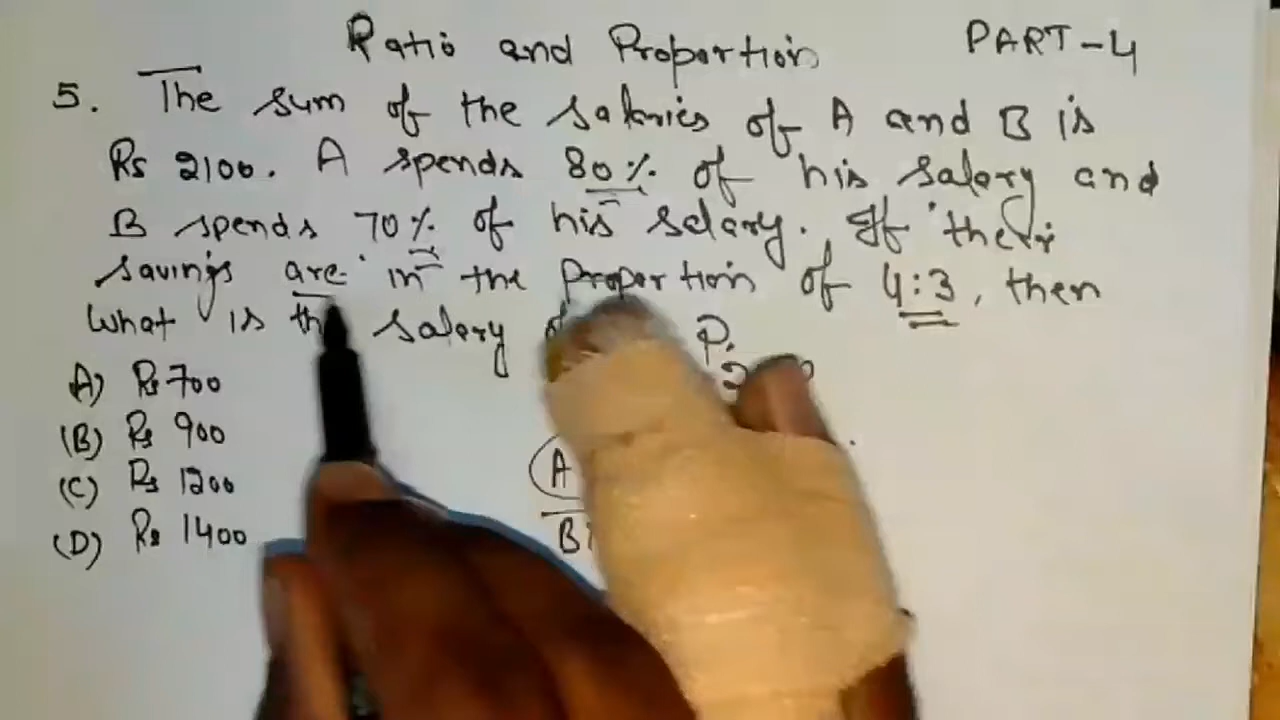 Ratio and Proportion PART-4
5. The sum of the salaries of A and B is
Rs 2100. A spends 80% of his salary and
B spends 70% of his salary. If their
savings are in the proportion of 4:3, then
What is the salary
A) Rs 700
(B) Rs 900
(C) Rs 1200
(D) Rs 1400
A
B